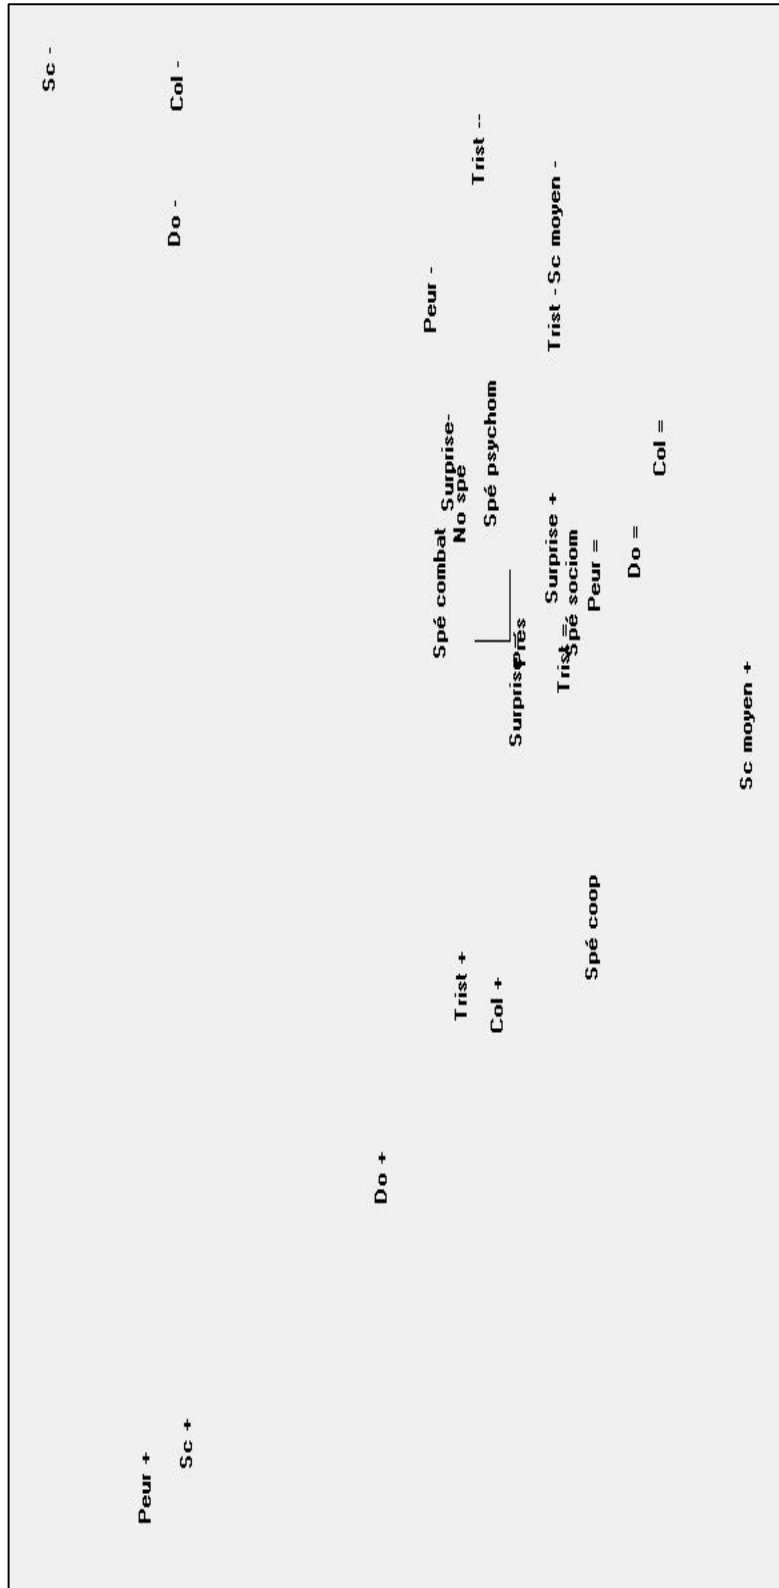 Sc -
Peur +
Do -
Col -
Sc +
Do +
Peur -
Spé combat
Surprise-
No spé
Trist +
Trist --
Spé psychom
Col +
Surprise =
Prés
Surprise +
Trist -
Sc moyen -
Trist =
Spé sociom
Spé coop
Peur =
Do =
Col =
Sc moyen +